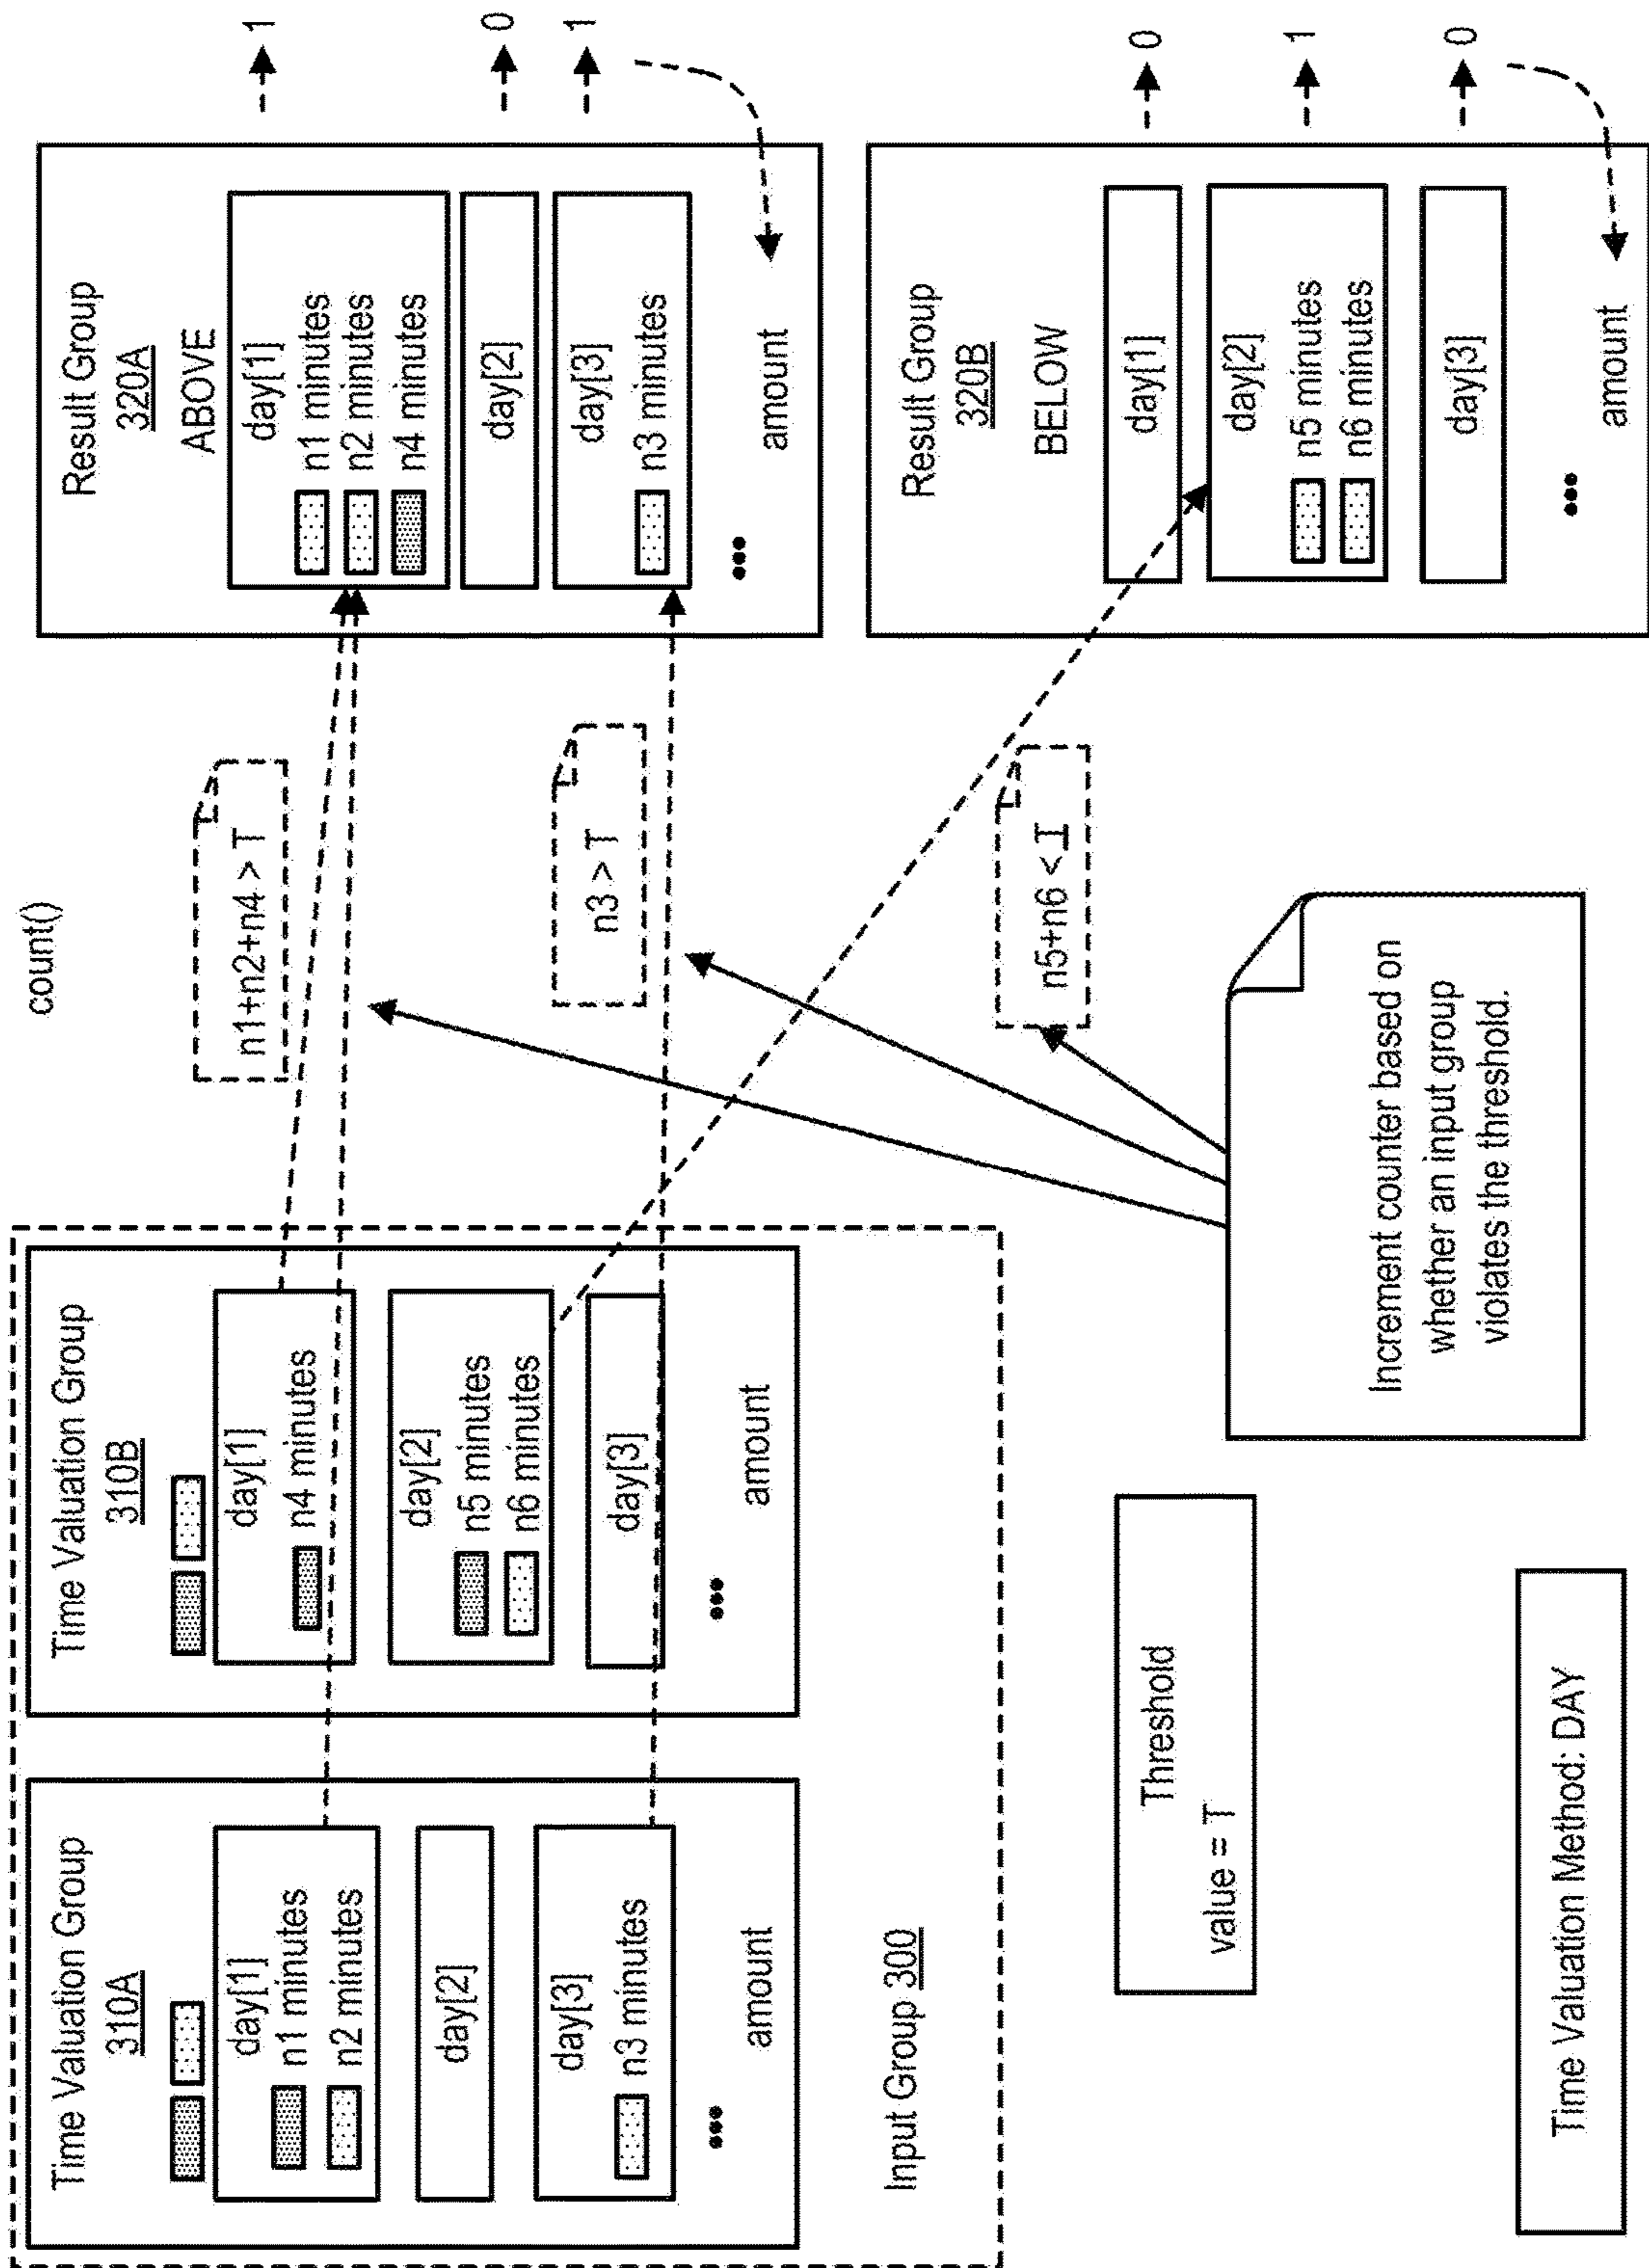 count()
Time Valuation Group
310A
day[1]
n1 minutes
n2 minutes
day[2]
day[3]
n3 minutes
•••
amount
Time Valuation Group
310B
day[1]
n4 minutes
day[2]
n5 minutes
n6 minutes
day[3]
•••
amount
Input Group 300
n1+n2+n4 > T
n3 > T
n5+n6 < T
Result Group
320A
ABOVE
day[1]
n1 minutes
n2 minutes
n4 minutes
day[2]
day[3]
n3 minutes
•••
amount
1
0
1
Result Group
320B
BELOW
day[1]
day[2]
n5 minutes
n6 minutes
day[3]
•••
amount
0
1
0
Threshold
value = T
Time Valuation Method: DAY
Increment counter based on
whether an input group
violates the threshold.